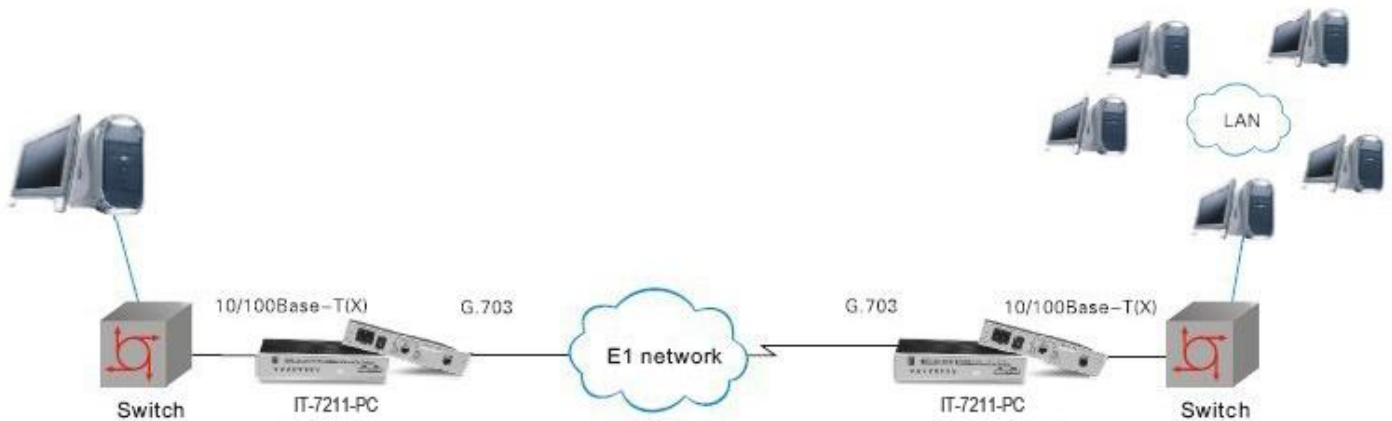 LAN
10/100Base-T(X)
G.703
G.703
10/100Base-T(X)
E1 network
Switch
IT-7211-PC
IT-7211-PC
Switch